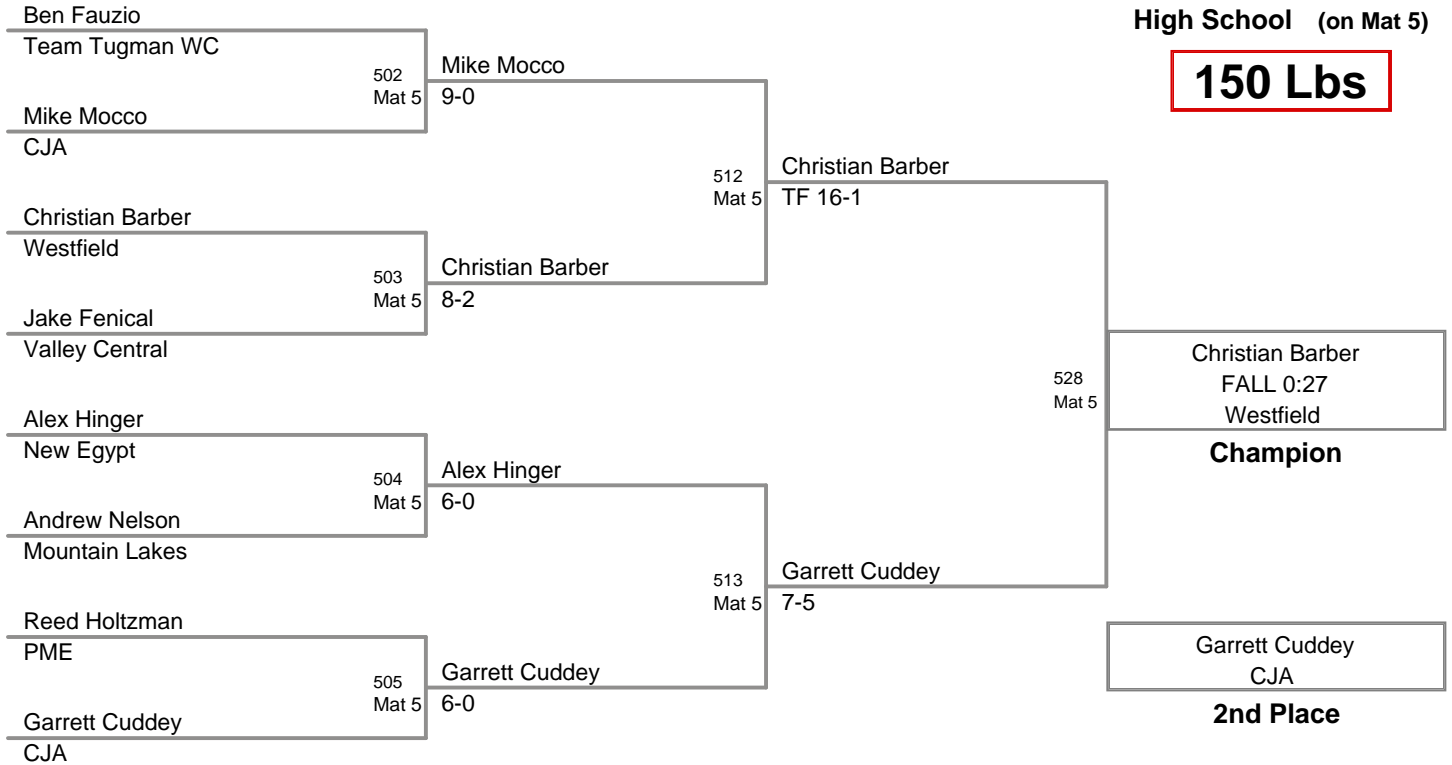 High School (on Mat 5)
150 Lbs
Ben Fauzio
Team Tugman WC
502
Mat 5
Mike Mocco
9-0
Mike Mocco
CJA
512
Mat 5
Christian Barber
TF 16-1
Christian Barber
Westfield
503
Mat 5
Christian Barber
8-2
Jake Fenical
Valley Central
528
Mat 5
Christian Barber
FALL 0:27
Westfield
Champion
Alex Hinger
New Egypt
504
Mat 5
Alex Hinger
6-0
Andrew Nelson
Mountain Lakes
513
Mat 5
Garrett Cuddey
7-5
Reed Holtzman
PME
505
Mat 5
Garrett Cuddey
6-0
Garrett Cuddey
CJA
Garrett Cuddey
CJA
2nd Place